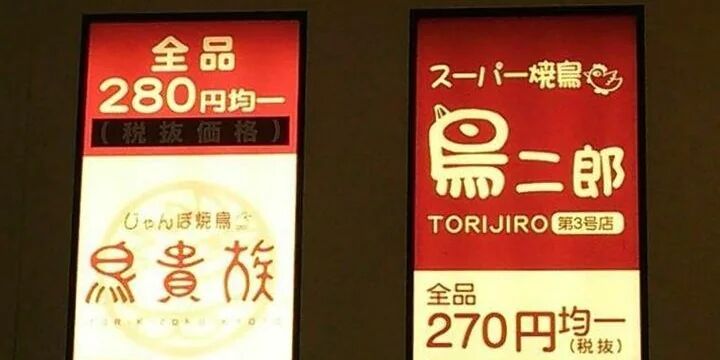 全品
280円均一
(税抜価格)
じゃんぼ焼鳥
鳥貴族
スーパー焼鳥
鳥二郎
TORIJIRO 第3号店
全品
270円均一
(税抜)